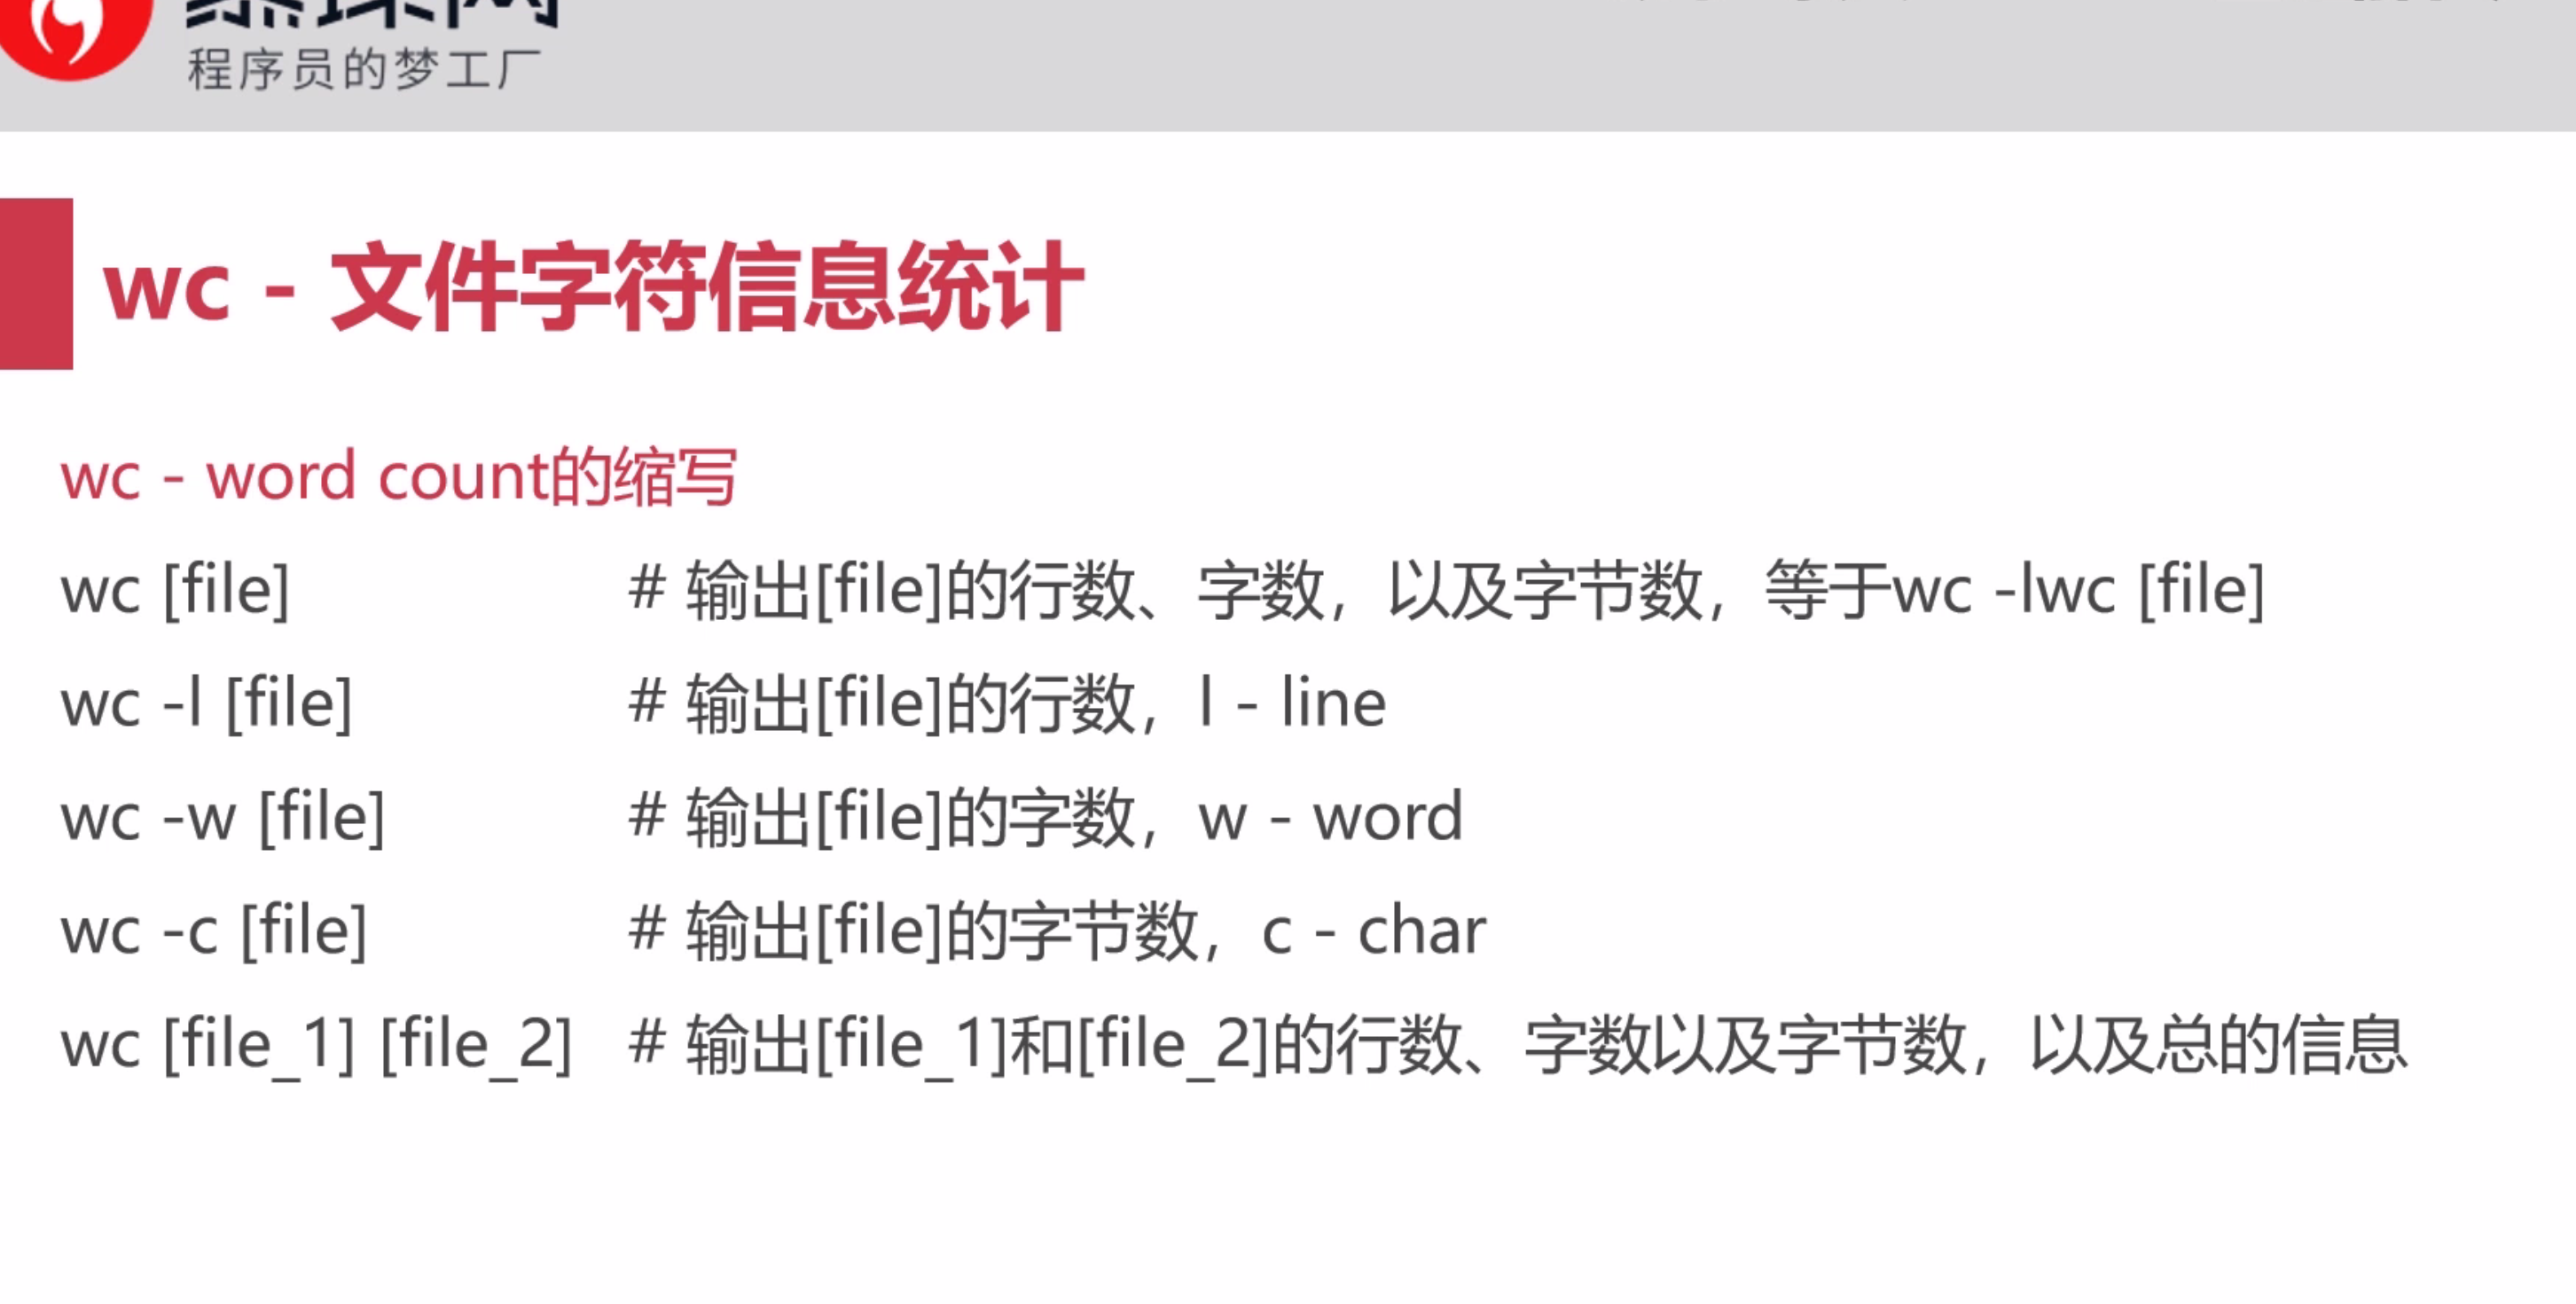 程序员的梦工厂
wc - 文件字符信息统计
wc - word count的缩写
wc [file] # 输出[file]的行数、字数，以及字节数，等于wc -lwc [file]
wc -l [file] # 输出[file]的行数，l - line
wc -w [file] # 输出[file]的字数，w - word
wc -c [file] # 输出[file]的字节数，c - char
wc [file_1] [file_2] # 输出[file_1]和[file_2]的行数、字数以及字节数，以及总的信息